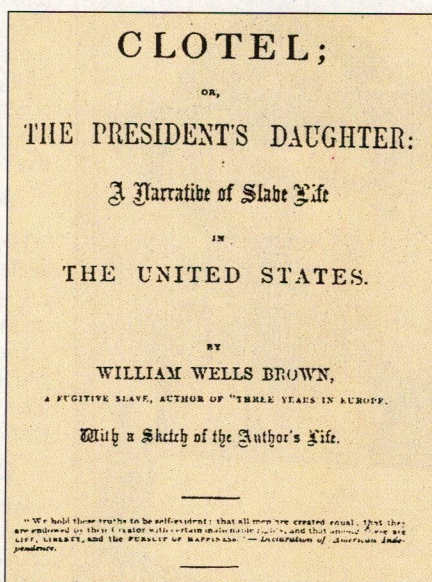 CLOTEL;
OR,
THE PRESIDENT'S DAUGHTER:
A Narrative of Slave Life
IN
THE UNITED STATES.
BY
WILLIAM WELLS BROWN,
A FUGITIVE SLAVE, AUTHOR OF "THREE YEARS IN EUROPE.
With a Sketch of the Author's Life.
"We hold these truths to be self-evident: that all men are created equal; that they
are endowed by their Creator with certain inalienable rights, and that among these are
LIFE, LIBERTY, and the PURSUIT OF HAPPINESS."—Declaration of American Inde-
pendence.